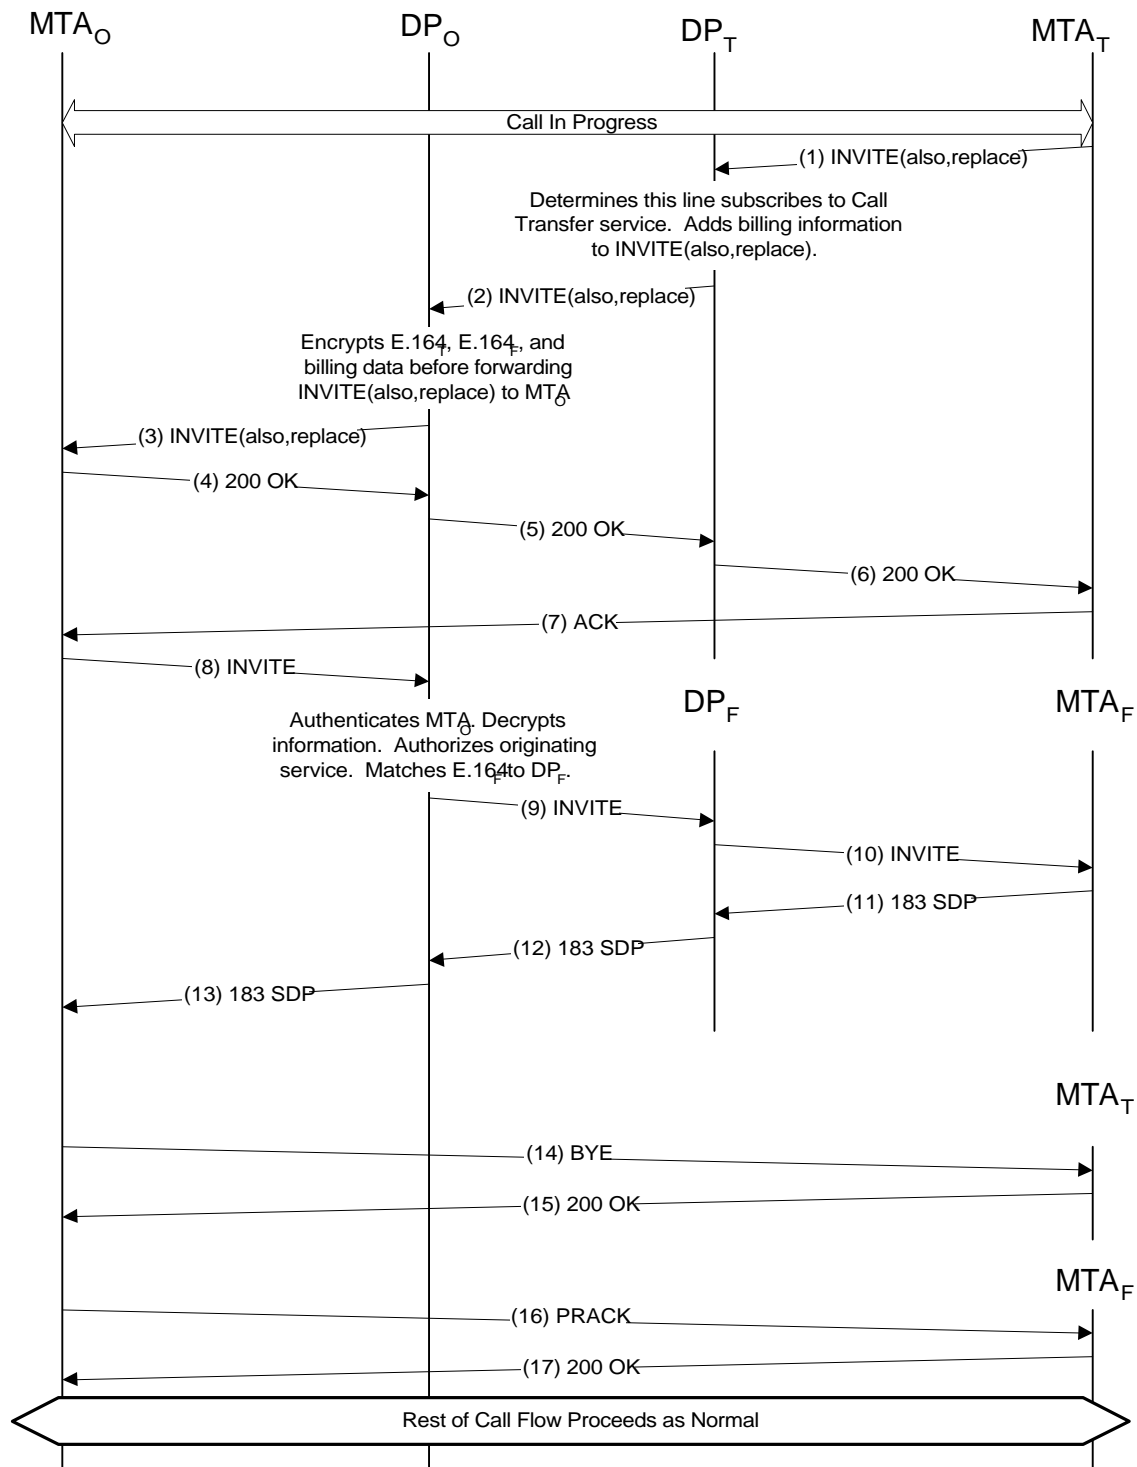 MTAO
DPO
DPT
MTAT
Call In Progress
(1) INVITE(also,replace)
Determines this line subscribes to Call
Transfer service. Adds billing information
to INVITE(also,replace).
(2) INVITE(also,replace)
Encrypts E.164T, E.164F, and
billing data before forwarding
INVITE(also,replace) to MTAO
(3) INVITE(also,replace)
(4) 200 OK
(5) 200 OK
(6) 200 OK
(7) ACK
(8) INVITE
DPF
MTAF
Authenticates MTAO. Decrypts
information. Authorizes originating
service. Matches E.164F to DPF.
(9) INVITE
(10) INVITE
(11) 183 SDP
(12) 183 SDP
(13) 183 SDP
MTAT
(14) BYE
(15) 200 OK
MTAF
(16) PRACK
(17) 200 OK
Rest of Call Flow Proceeds as Normal